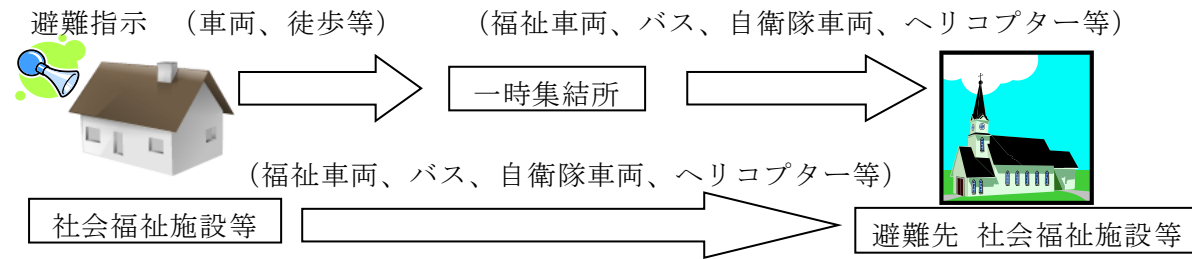 避難指示 (車両、徒歩等) (福祉車両、バス、自衛隊車両、ヘリコプター等)
一時集結所
(福祉車両、バス、自衛隊車両、ヘリコプター等)
社会福祉施設等
避難先 社会福祉施設等